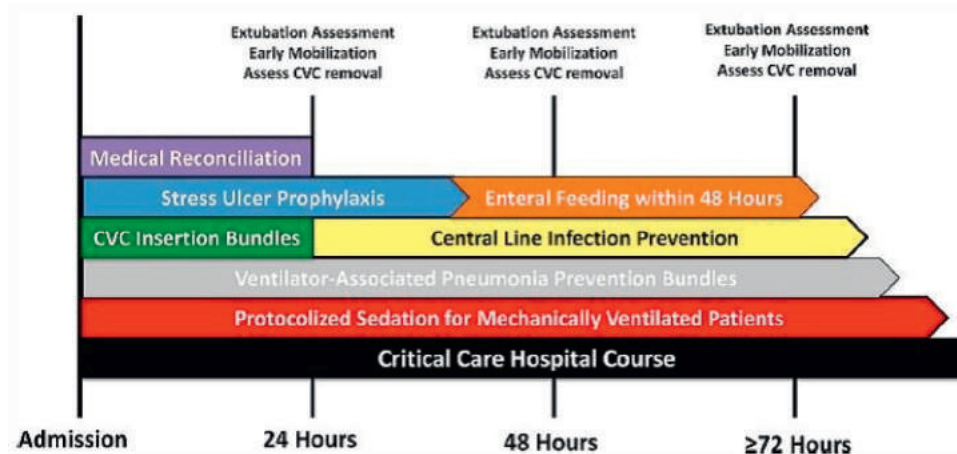 Extubation Assessment
Early Mobilization
Assess CVC removal
Extubation Assessment
Early Mobilization
Assess CVC removal
Extubation Assessment
Early Mobilization
Assess CVC removal
Medical Reconciliation
Stress Ulcer Prophylaxis
Enteral Feeding within 48 Hours
CVC Insertion Bundles
Central Line Infection Prevention
Ventilator-Associated Pneumonia Prevention Bundles
Protocolized Sedation for Mechanically Ventilated Patients
Critical Care Hospital Course
Admission
24 Hours
48 Hours
≥72 Hours